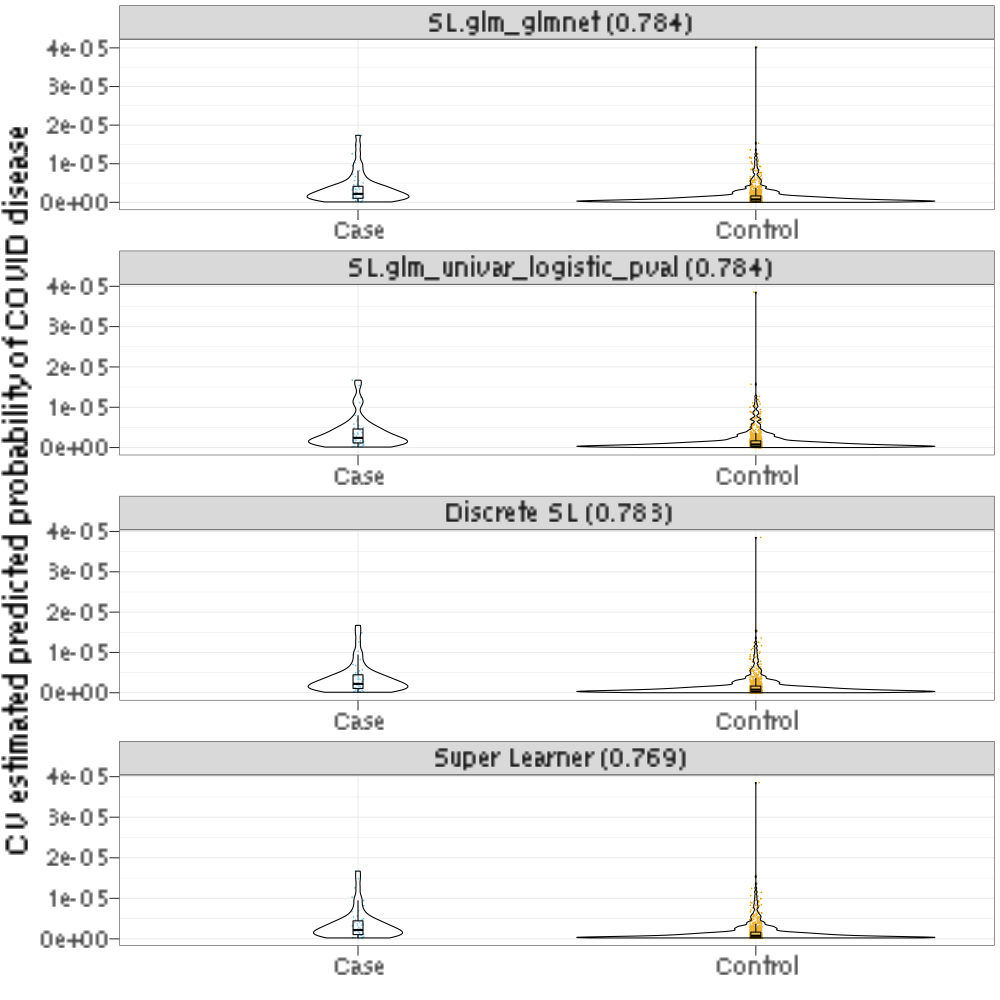 CV estimated predicted probability of COVID disease
SL.glm_glmnet (0.784)
4e-05
3e-05
2e-05
1e-05
0e+00
Case Control
SL.glm_univar_logistic_pval (0.784)
4e-05
3e-05
2e-05
1e-05
0e+00
Case Control
Discrete SL (0.783)
4e-05
3e-05
2e-05
1e-05
0e+00
Case Control
Super Learner (0.769)
4e-05
3e-05
2e-05
1e-05
0e+00
Case Control